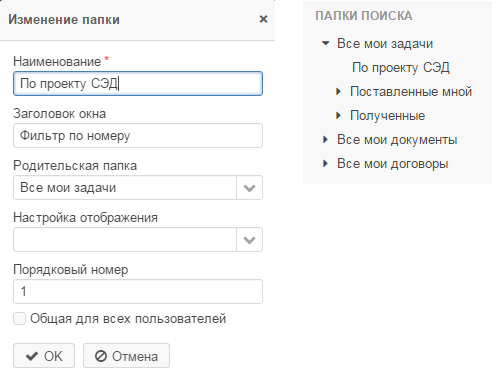 Изменение папки
Наименование *
По проекту СЭД
Заголовок окна
Фильтр по номеру
Родительская папка
Все мои задачи
Настройка отображения
Порядковый номер
1
Общая для всех пользователей
OK
Отмена
ПАПКИ ПОИСКА
Все мои задачи
По проекту СЭД
Поставленные мной
Полученные
Все мои документы
Все мои договоры